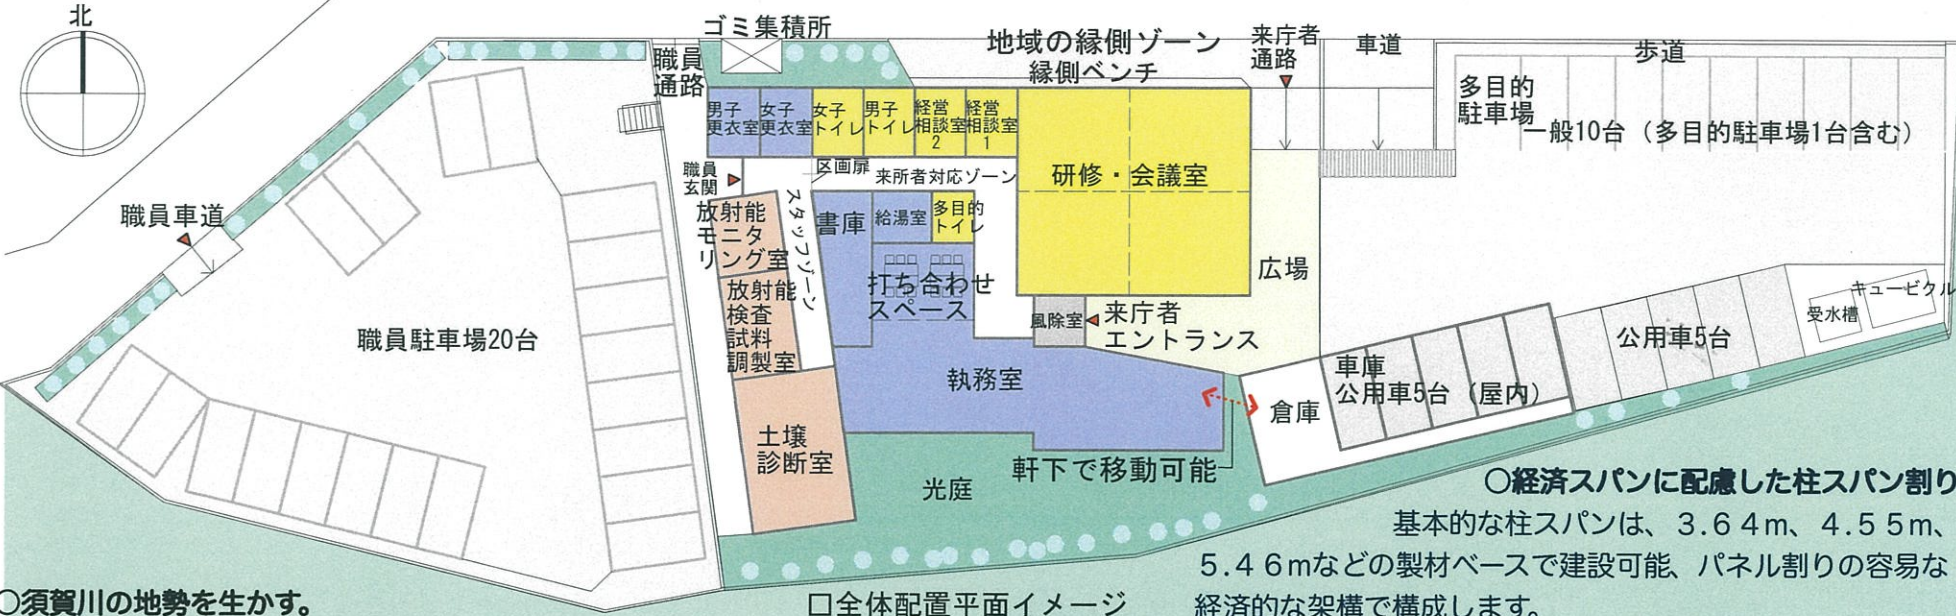 北
ゴミ集積所
職員
通路
地域の縁側ゾーン
縁側ベンチ
来庁者
通路
車道
歩道
多目的
駐車場
一般10台(多目的駐車場1台含む)
男子
更衣室
女子
更衣室
女子
トイレ
男子
トイレ
経営
相談室
2
経営
相談室
1
研修・会議室
職員
玄関
区画扉
来所者対応ゾーン
スタッフゾーン
職員車道
放射能
モニタ
リング室
書庫
給湯室
多目的
トイレ
広場
打ち合わせ
スペース
放射能
検査
試料
調製室
風除室
来庁者
エントランス
キュービクル
受水槽
公用車5台
職員駐車場20台
執務室
車庫
公用車5台(屋内)
倉庫
土壌
診断室
軒下で移動可能
光庭
○経済スパンに配慮した柱スパン割り
基本的な柱スパンは、3.64m、4.55m、
5.46mなどの製材ベースで建設可能、パネル割りの容易な
経済的な架構で構成します。
○須賀川の地勢を生かす。
□全体配置平面イメージ